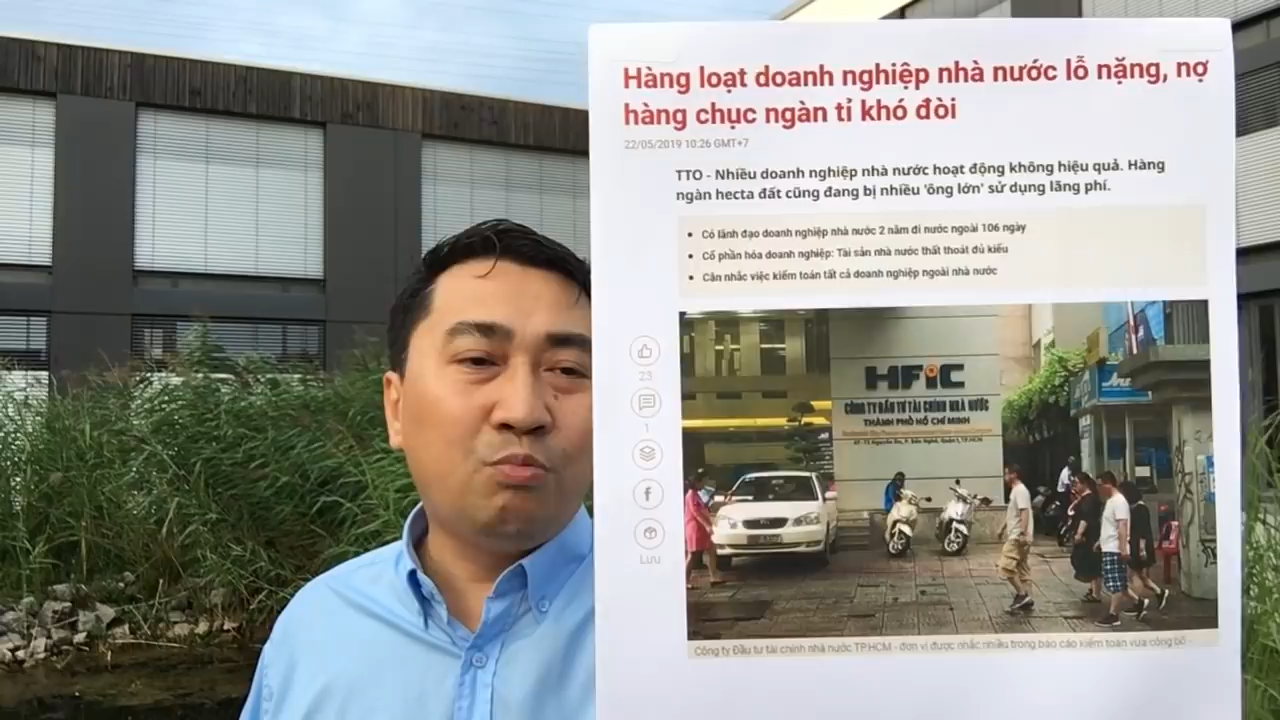 Hàng loạt doanh nghiệp nhà nước lỗ nặng, nợ
hàng chục ngàn tỉ khó đòi
22/05/2019 10:26 GMT+7
TTO - Nhiều doanh nghiệp nhà nước hoạt động không hiệu quả. Hàng
ngàn hecta đất cũng đang bị nhiều 'ông lớn' sử dụng lãng phí.
Có lãnh đạo doanh nghiệp nhà nước 2 năm đi nước ngoài 106 ngày
Cổ phần hóa doanh nghiệp: Tài sản nhà nước thất thoát đủ kiểu
Cân nhắc việc kiểm toán tất cả doanh nghiệp ngoài nhà nước
23
1
f
Lưu
HFIC
CÔNG TY ĐẦU TƯ TÀI CHÍNH NHÀ NƯỚC
THÀNH PHỐ HỒ CHÍ MINH
Công ty Đầu tư tài chính nhà nước TP.HCM - đơn vị được nhắc nhiều trong báo cáo kiểm toán vừa công bố -